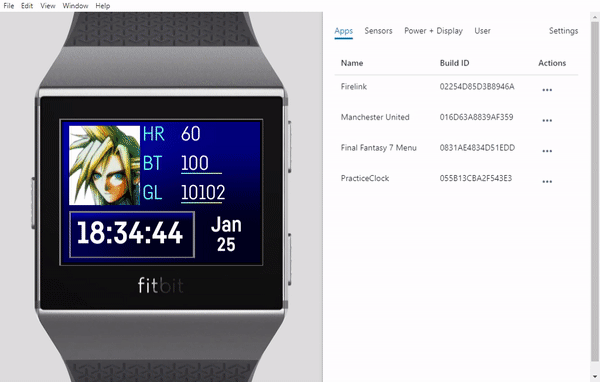 File Edit View Window Help
Apps Sensors Power + Display User Settings
Name Build ID Actions
Firelink 02254D85D3B8946A
Manchester United 016D63A8839AF359
Final Fantasy 7 Menu 0831AE4834D51EDD
PracticeClock 055B13CBA2F543E3
HR 60
BT 100
GL 10102
18:34:44
Jan
25
fitbit